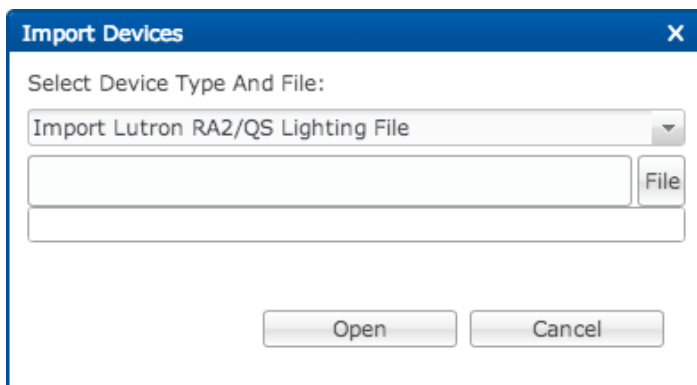 Import Devices X
Select Device Type And File:
Import Lutron RA2/QS Lighting File
File
Open Cancel